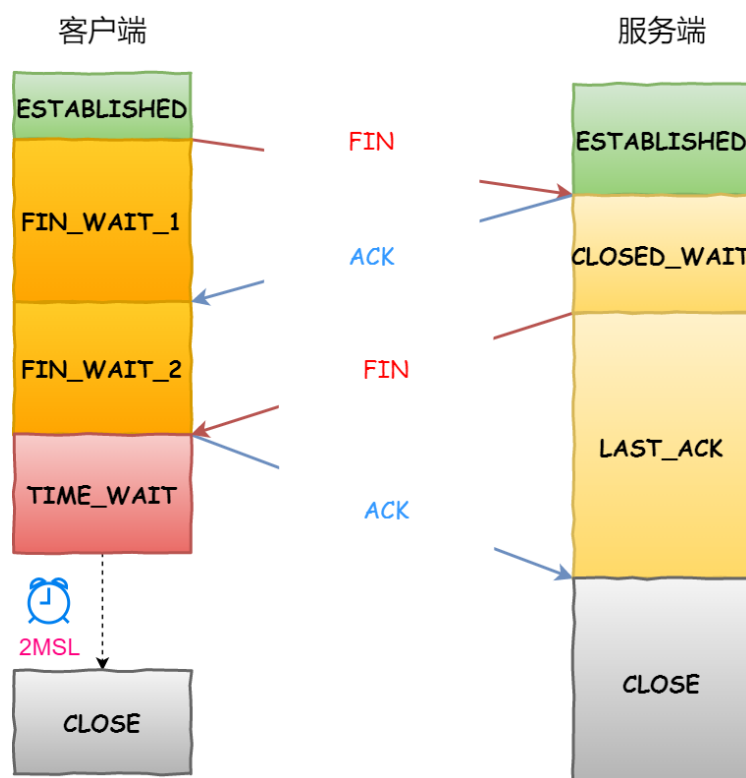 客户端
服务端
ESTABLISHED
FIN
ESTABLISHED
FIN_WAIT_1
ACK
CLOSED_WAIT
FIN_WAIT_2
FIN
LAST_ACK
TIME_WAIT
ACK
2MSL
CLOSE
CLOSE